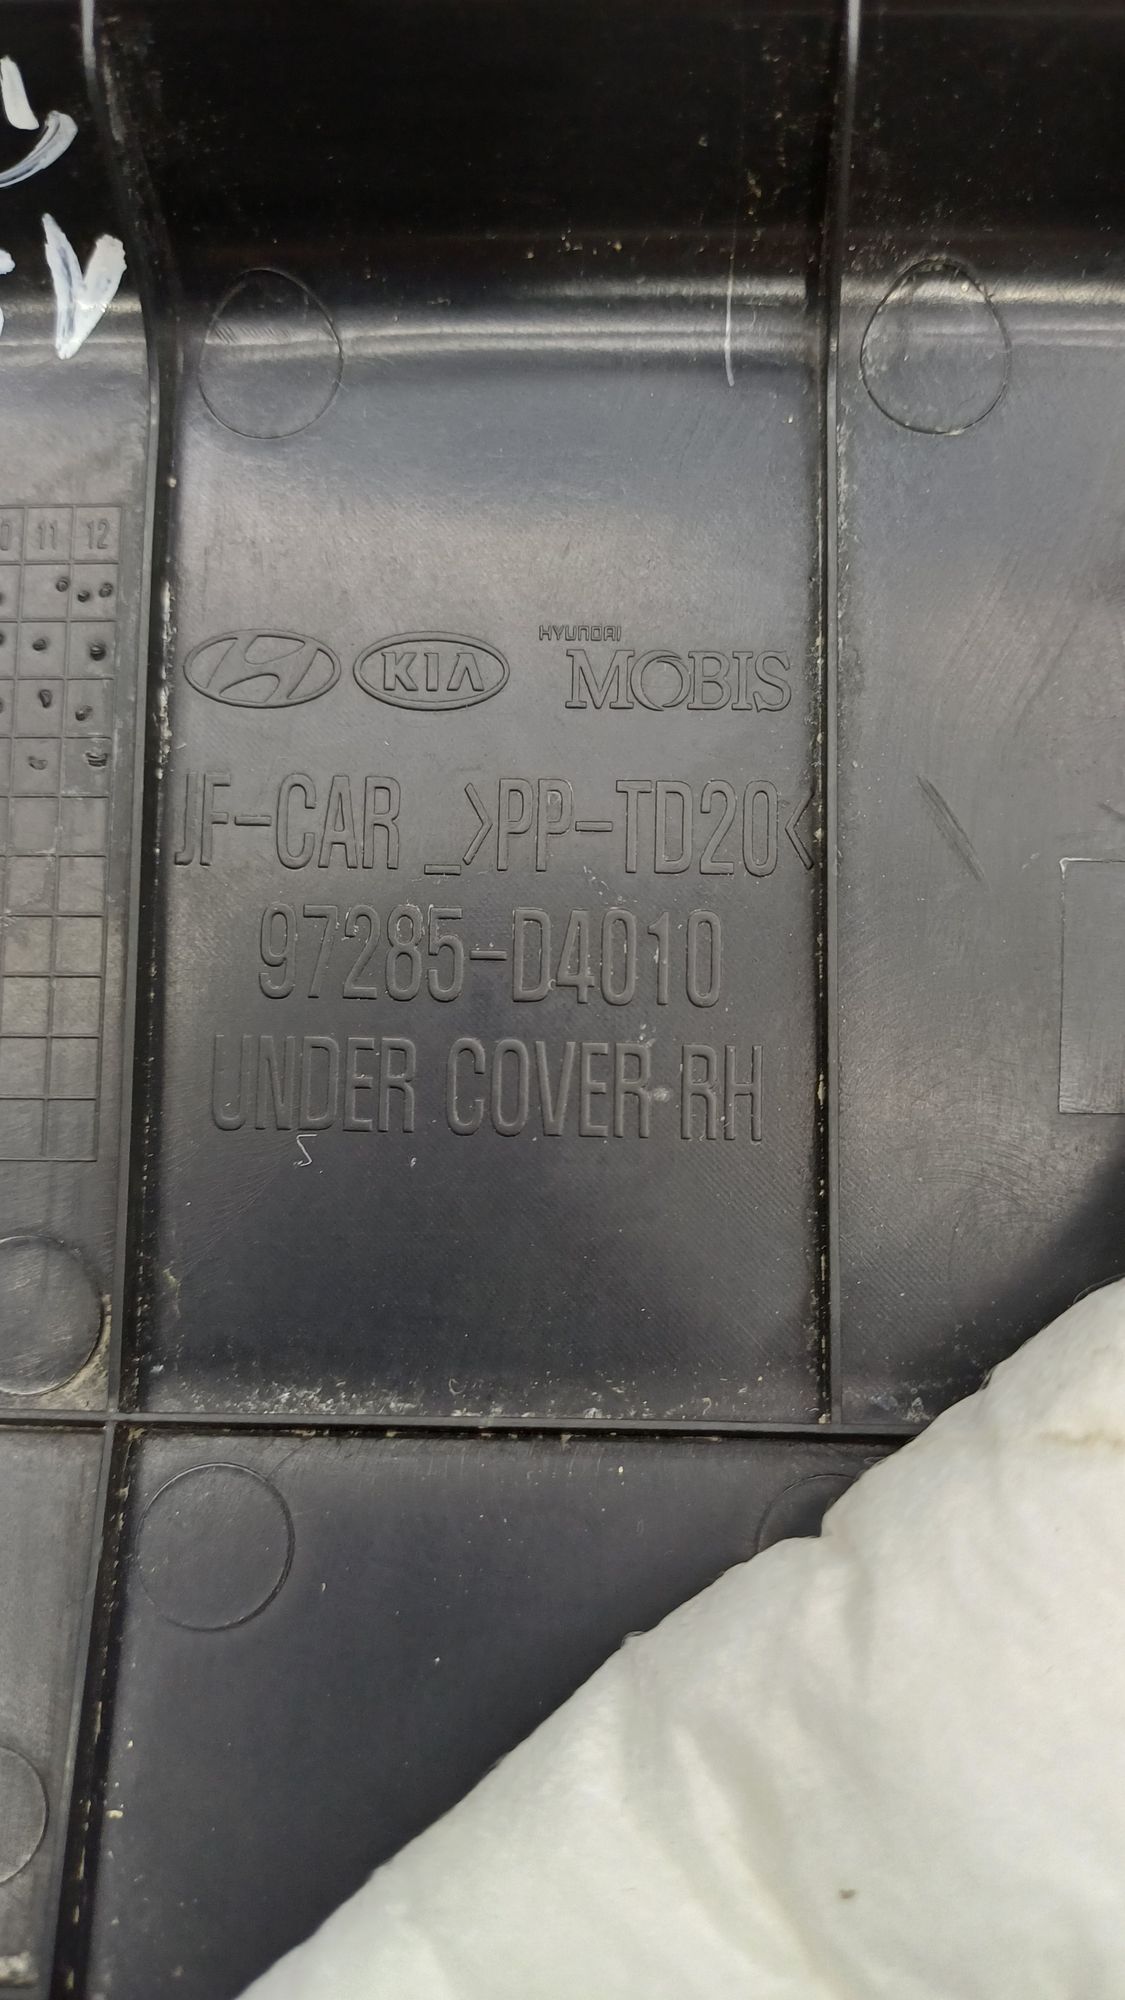 11 12
KIA HYUNDAI MOBIS
JF-CAR _>PP-TD20<
97285-D4010
UNDER COVER-RH